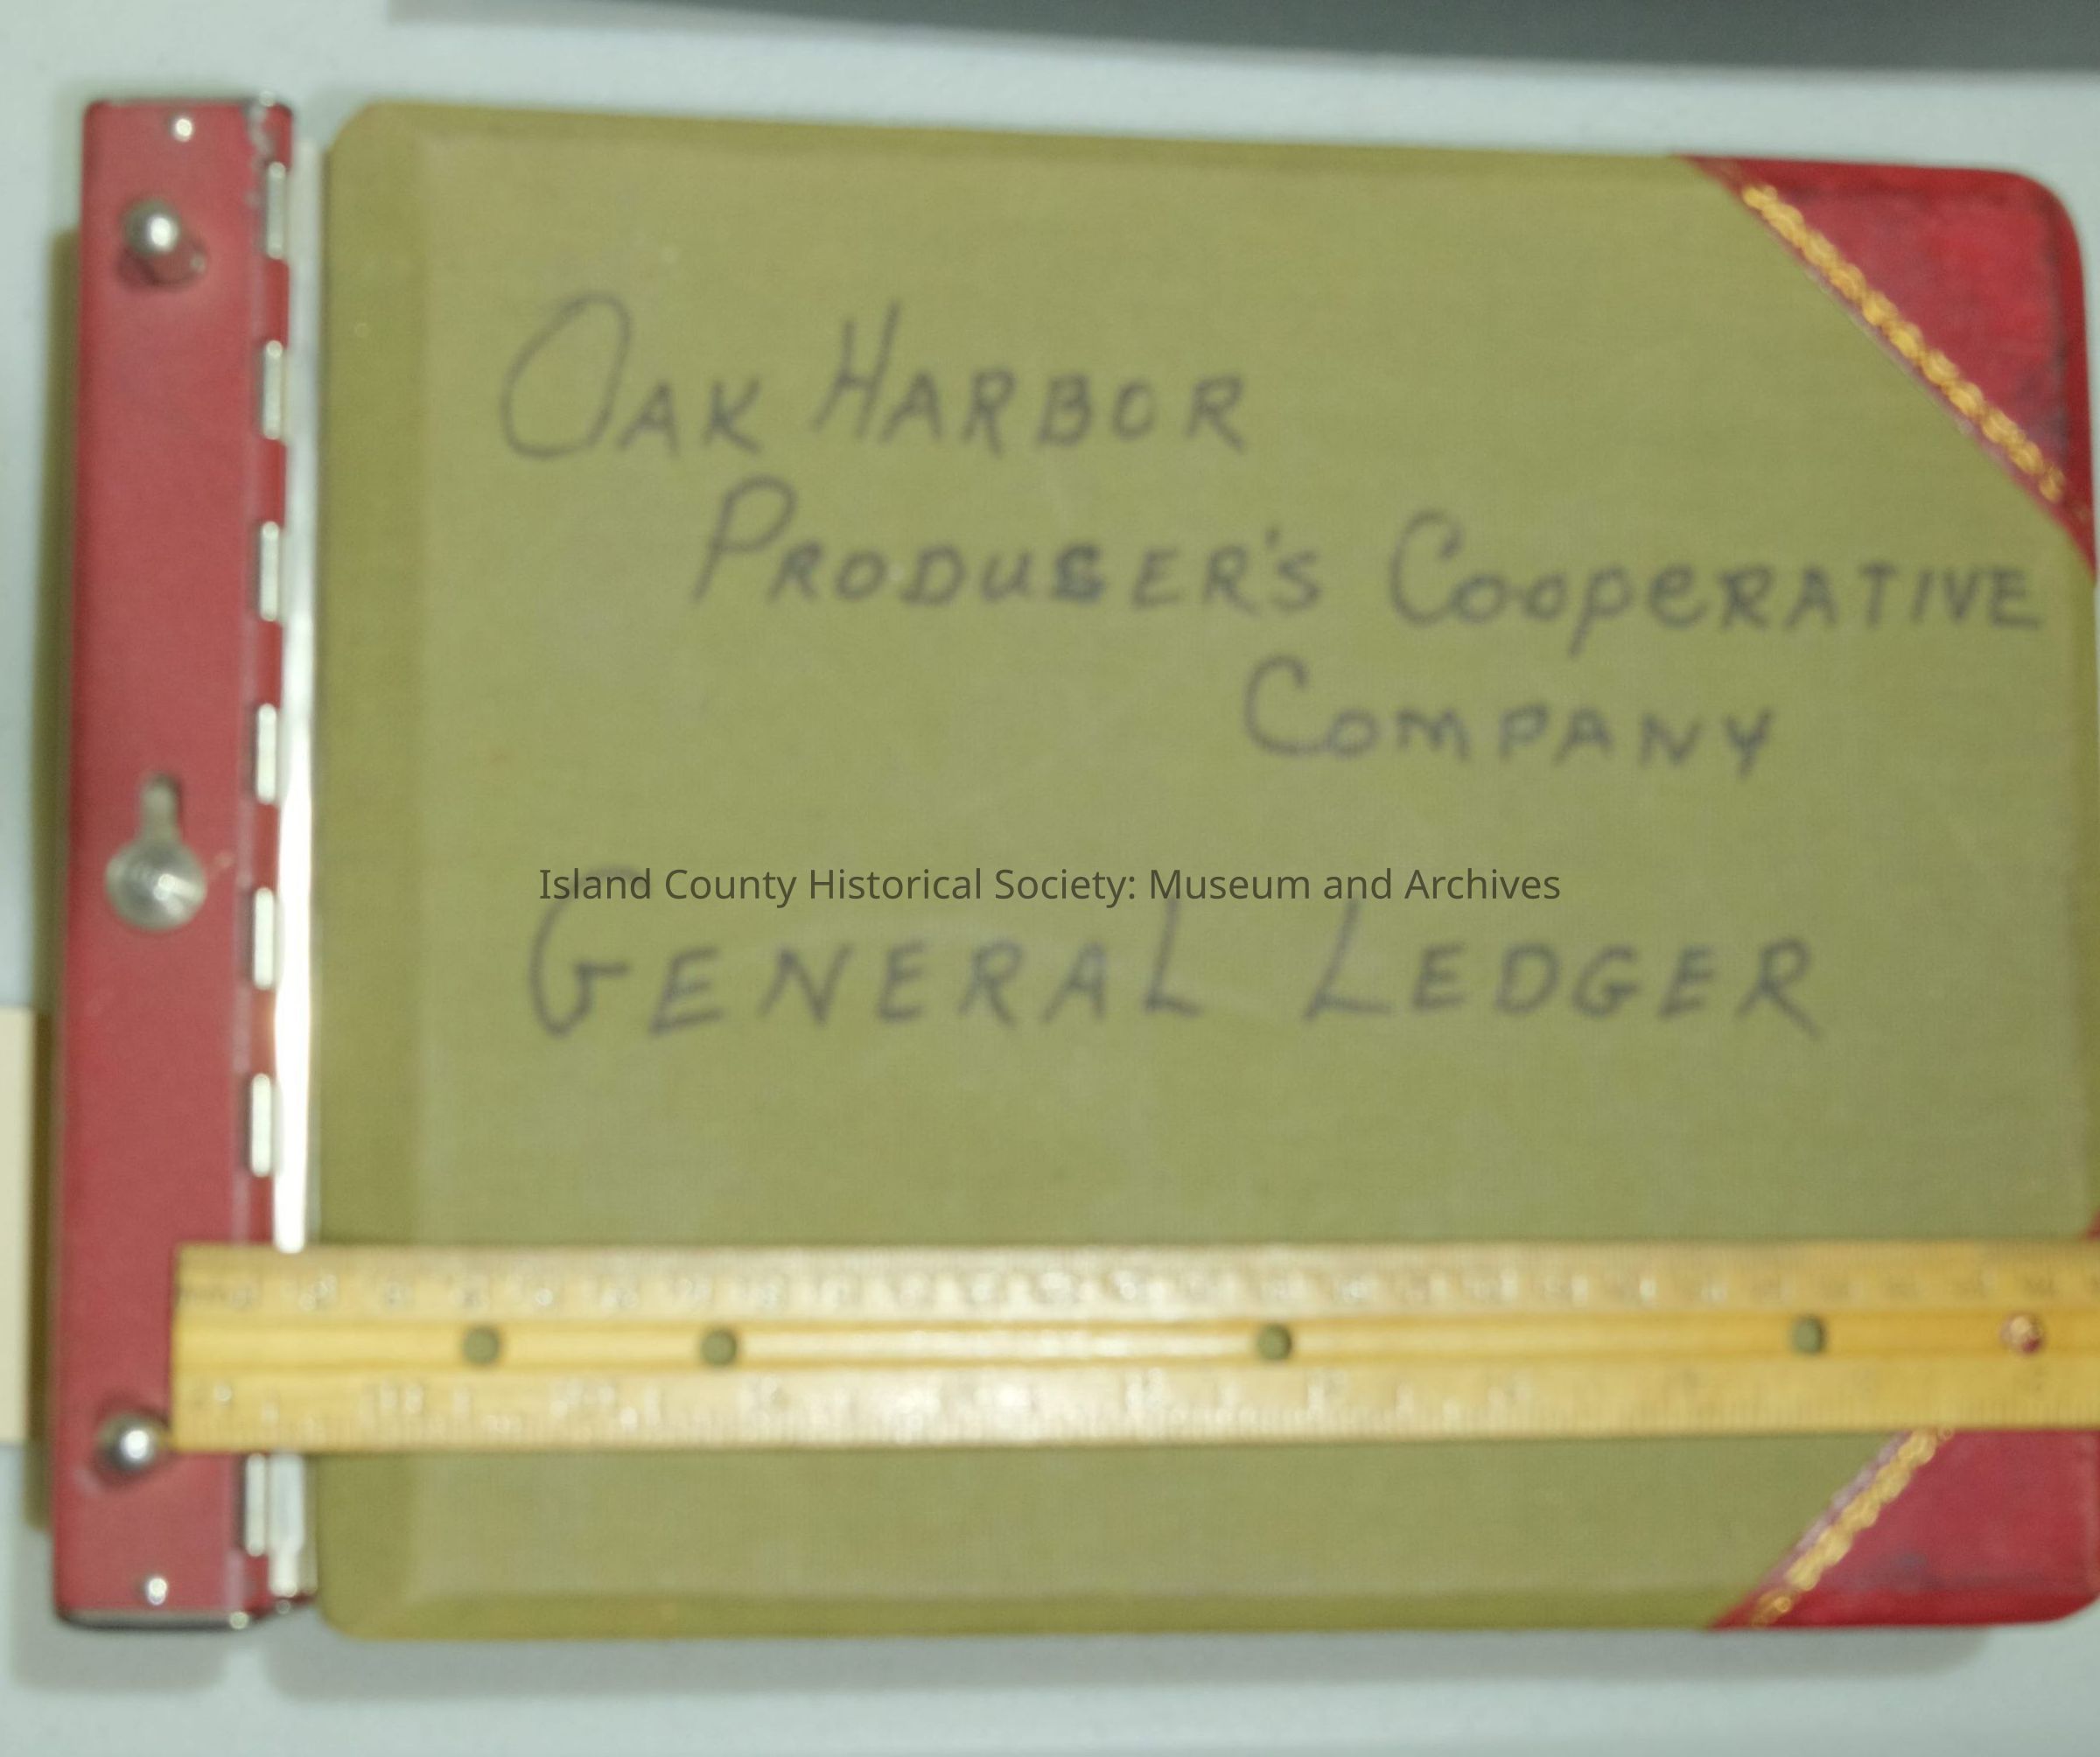 Oak Harbor
Producer's Cooperative
Company
Island County Historical Society: Museum and Archives
General Ledger